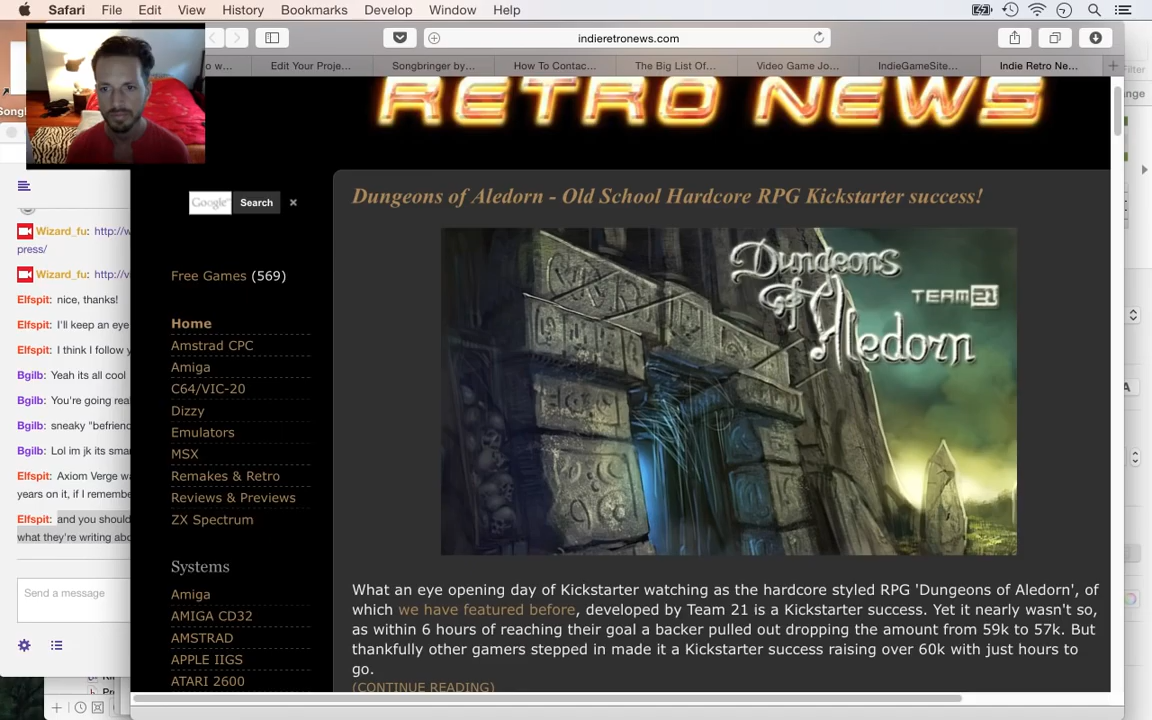 Safari File Edit View History Bookmarks Develop Window Help
indieretronews.com
o w... Edit Your Proje... Songbringer by... How To Contac... The Big List Of... Video Game Jo... IndieGameSite... Indie Retro Ne...
Filter
RETRO NEWS
Google Search
Dungeons of Aledorn - Old School Hardcore RPG Kickstarter success!
Dungeons
of Aledorn
TEAM 21
Free Games (569)
Home
Amstrad CPC
Amiga
C64/VIC-20
Dizzy
Emulators
MSX
Remakes & Retro
Reviews & Previews
ZX Spectrum
Systems
Amiga
AMIGA CD32
AMSTRAD
APPLE IIGS
ATARI 2600
What an eye opening day of Kickstarter watching as the hardcore styled RPG 'Dungeons of Aledorn', of
which we have featured before, developed by Team 21 is a Kickstarter success. Yet it nearly wasn't so,
as within 6 hours of reaching their goal a backer pulled out dropping the amount from 59k to 57k. But
thankfully other gamers stepped in made it a Kickstarter success raising over 60k with just hours to
go.
(CONTINUE READING)
Wizard_fu: http://w
press/
Wizard_fu: http://vi
Elfspit: nice, thanks!
Elfspit: I'll keep an eye
Elfspit: I think I follow y
Bgilb: Yeah its all cool
Bgilb: You're going rea
Bgilb: sneaky "befrien
Bgilb: Lol im jk its sma
Elfspit: Axiom Verge w
years on it, if I rememb
Elfspit: and you should
what they're writing abo
Send a message